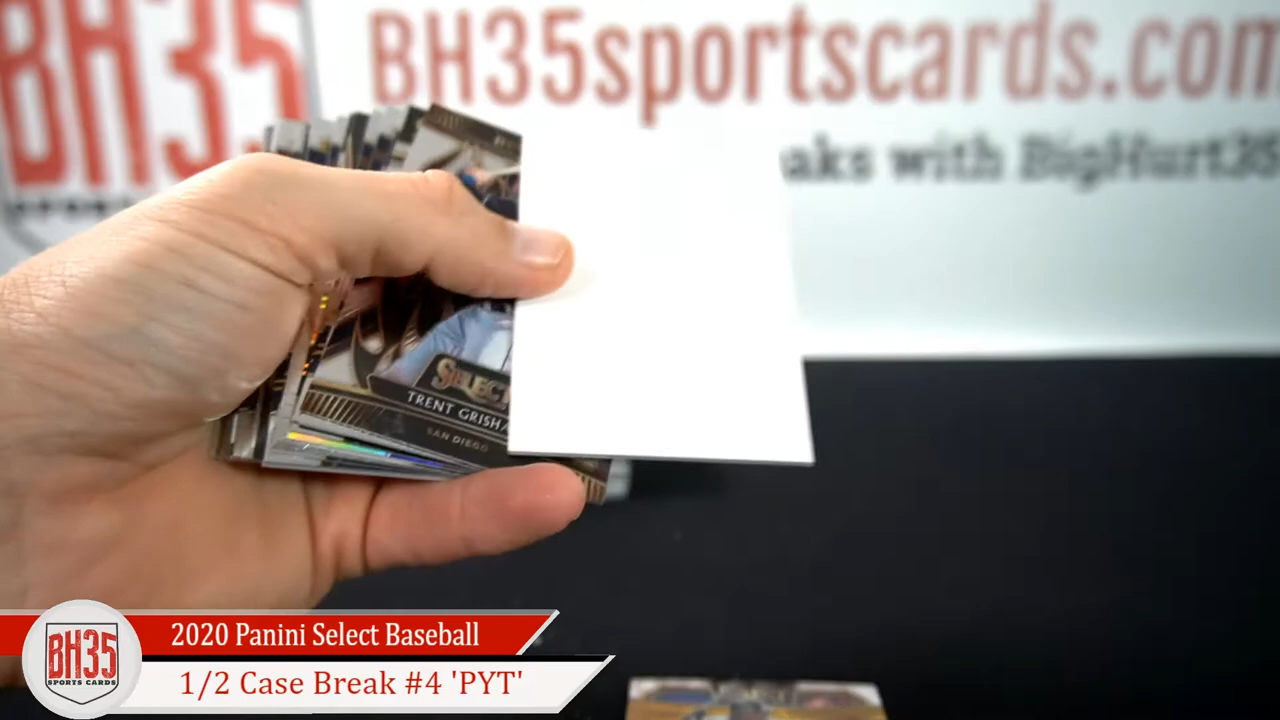 BH35
SPORTS
BH35sportscards.com
aks with BigHurt35
SELECT
TRENT GRISHA
SAN DIEGO
BH35
SPORTS CARDS
2020 Panini Select Baseball
1/2 Case Break #4 'PYT'